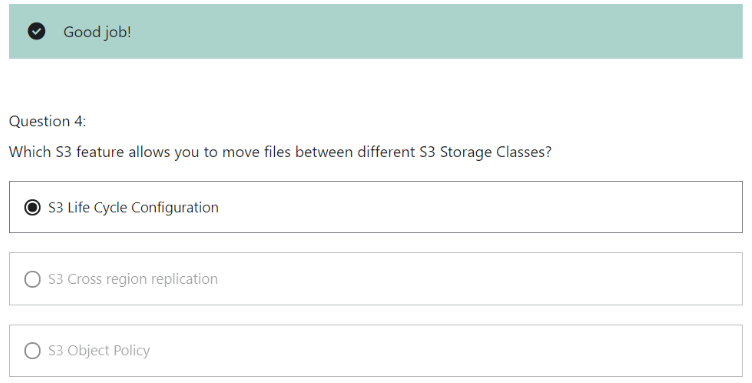 Good job!
Question 4:
Which S3 feature allows you to move files between different S3 Storage Classes?
S3 Life Cycle Configuration
S3 Cross region replication
S3 Object Policy